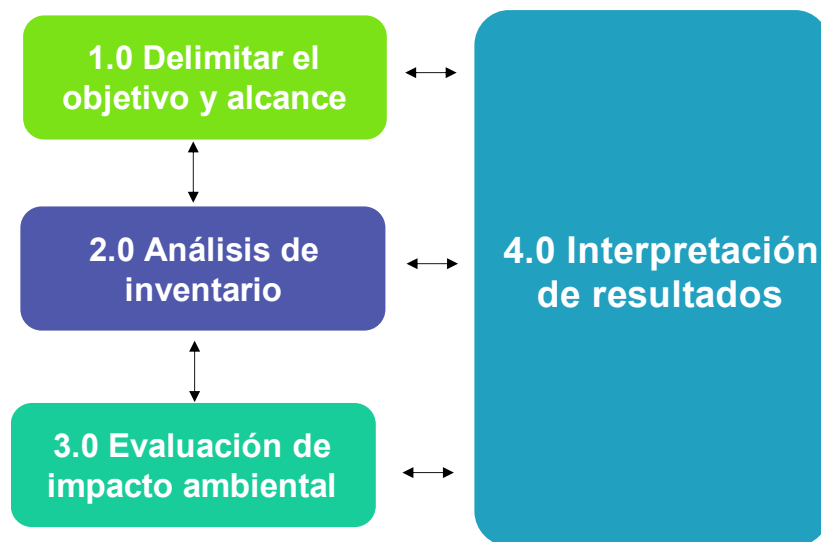 1.0 Delimitar el
objetivo y alcance
2.0 Análisis de
inventario
4.0 Interpretación
de resultados
3.0 Evaluación de
impacto ambiental